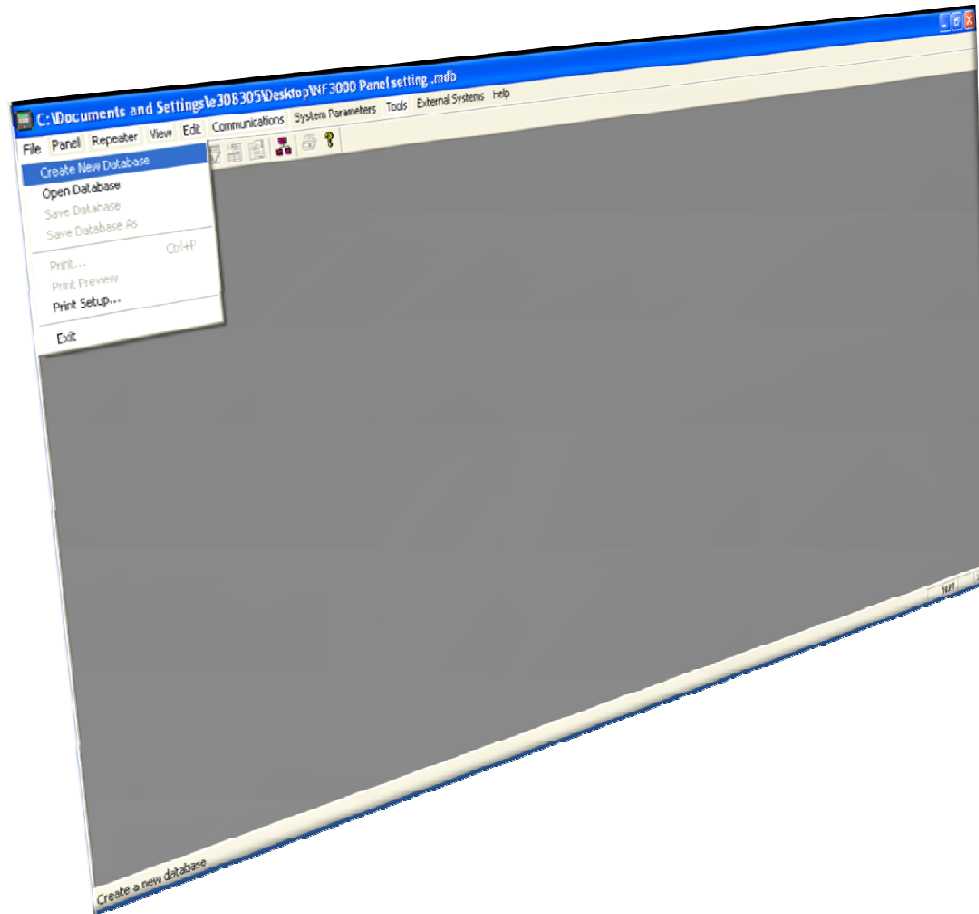 C:\Documents and Settings\e308305\Desktop\NF3000 Panel setting .mdb
File Panel Repeater View Edit Communications System Parameters Tools External Systems Help
Create New Database
Open Database
Save Database
Save Database As
Print... Ctrl+P
Print Preview
Print Setup...
Exit
Create a new database